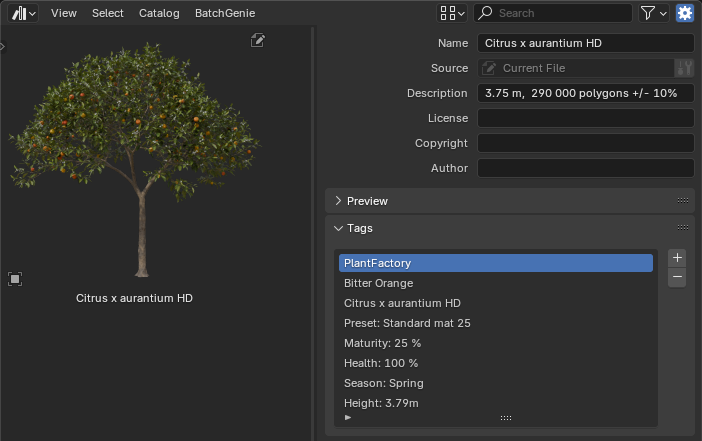 View Select Catalog BatchGenie Search
Name Citrus x aurantium HD
Source Current File
Description 3.75 m, 290 000 polygons +/- 10%
License
Copyright
Author
Preview
Tags
PlantFactory
Bitter Orange
Citrus x aurantium HD
Preset: Standard mat 25
Maturity: 25 %
Health: 100 %
Season: Spring
Height: 3.79m
Citrus x aurantium HD